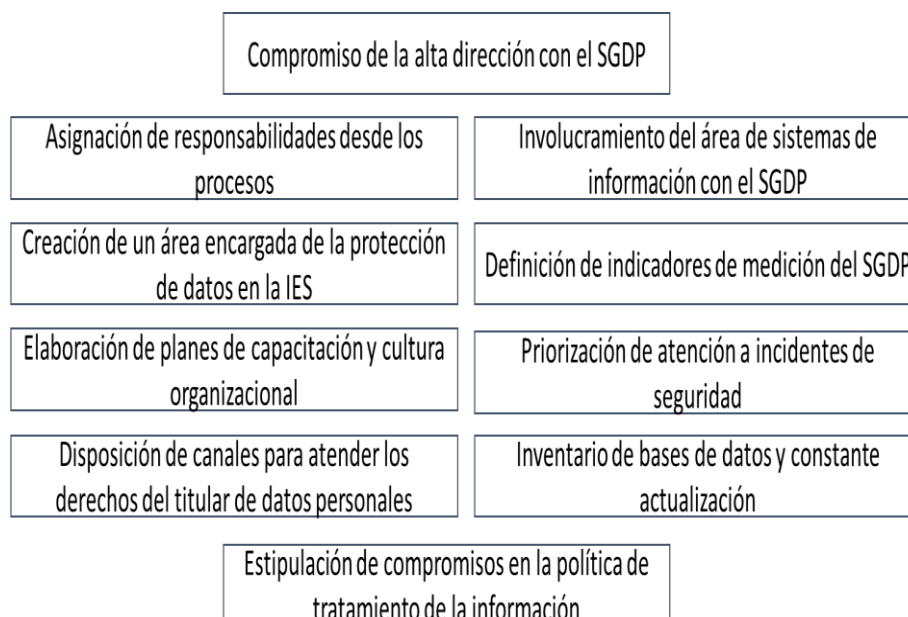 Compromiso de la alta dirección con el SGDP
Asignación de responsabilidades desde los
procesos
Involucramiento del área de sistemas de
información con el SGDP
Creación de un área encargada de la protección
de datos en la IES
Definición de indicadores de medición del SGDP
Elaboración de planes de capacitación y cultura
organizacional
Priorización de atención a incidentes de
seguridad
Disposición de canales para atender los
derechos del titular de datos personales
Inventario de bases de datos y constante
actualización
Estipulación de compromisos en la política de
tratamiento de la información